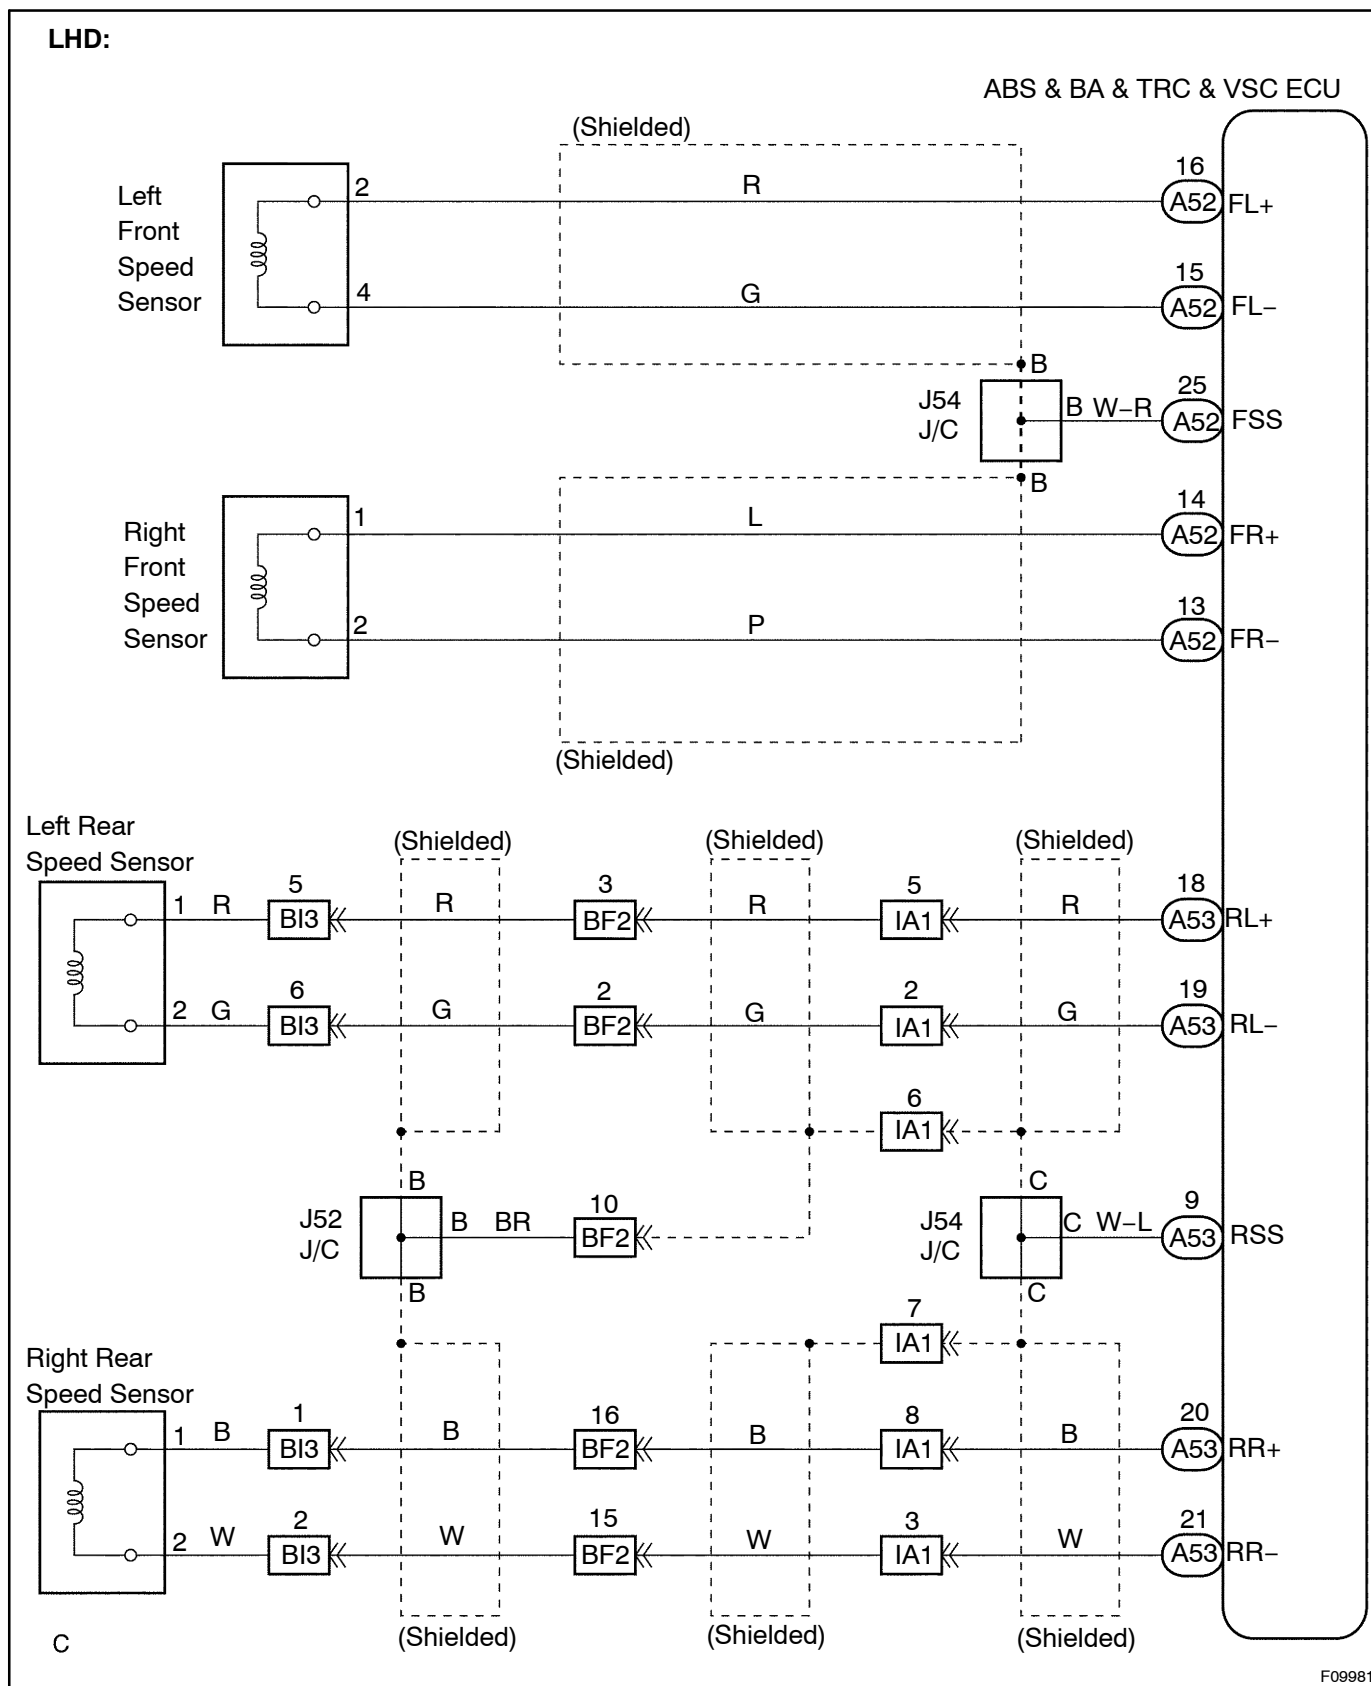 LHD:
ABS & BA & TRC & VSC ECU
(Shielded)
Left
Front
Speed
Sensor
2
R
16
A52
FL+
4
G
15
A52
FL−
B
J54
J/C
B
W−R
25
A52
FSS
B
Right
Front
Speed
Sensor
1
L
14
A52
FR+
2
P
13
A52
FR−
(Shielded)
Left Rear
Speed Sensor
(Shielded)
(Shielded)
(Shielded)
1
R
5
BI3
R
3
BF2
R
5
IA1
R
18
A53
RL+
2
G
6
BI3
G
2
BF2
G
2
IA1
G
19
A53
RL−
6
IA1
B
C
J52
J/C
B
BR
10
BF2
J54
J/C
C
W−L
9
A53
RSS
B
C
7
IA1
Right Rear
Speed Sensor
1
B
1
BI3
B
16
BF2
B
8
IA1
B
20
A53
RR+
2
W
2
BI3
W
15
BF2
W
3
IA1
W
21
A53
RR−
(Shielded)
(Shielded)
(Shielded)
C
F09981